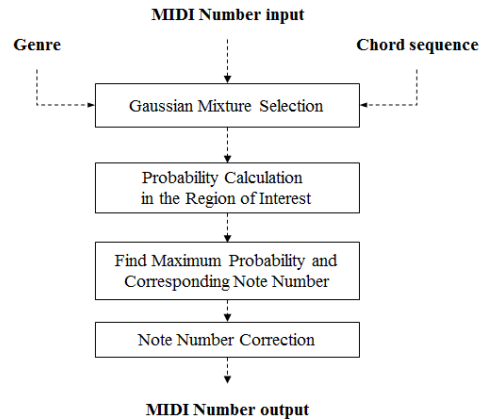 MIDI Number input
Genre
Chord sequence
Gaussian Mixture Selection
Probability Calculation
in the Region of Interest
Find Maximum Probability and
Corresponding Note Number
Note Number Correction
MIDI Number output